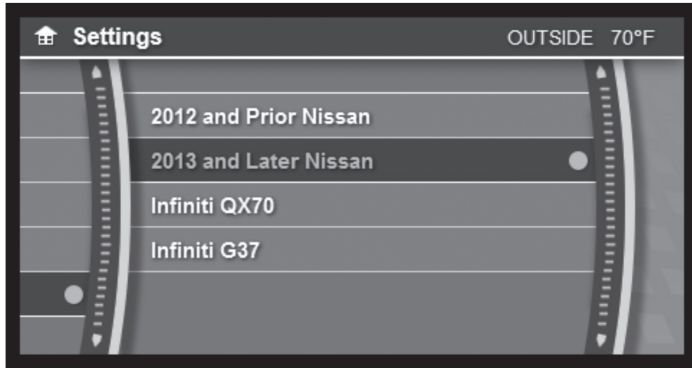 Settings OUTSIDE 70°F
2012 and Prior Nissan
2013 and Later Nissan
Infiniti QX70
Infiniti G37